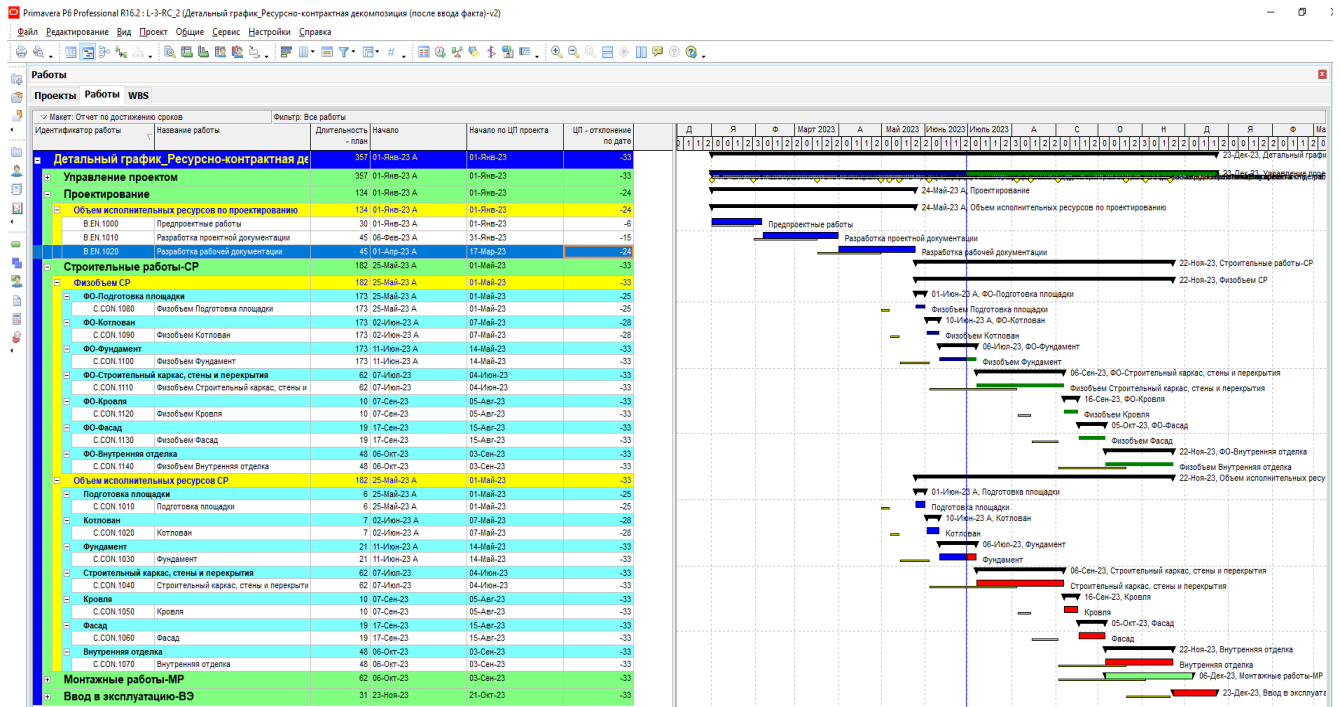 Primavera P6 Professional R16.2 : L-3-RC_2 (Детальный график_Ресурсно-контрактная декомпозиция (после ввода факта)-v2)
Файл Редактирование Вид Проект Общие Сервис Настройки Справка
Работы
Проекты Работы WBS
Макет: Отчет по достижению сроков Фильтр: Все работы
Идентификатор работы Название работы Длительность - план Начало Начало по ЦП проекта ЦП - отклонение по дате
Д Я Ф Март 2023 А Май 2023 Июнь 2023 Июль 2023 А С О Н Д Я Ф Ма
Детальный график_Ресурсно-контрактная де 357 01-Янв-23 A 01-Янв-23 -33 23-Дек-23, Детальный графи
Управление проектом 357 01-Янв-23 A 01-Янв-23 -33 23-Дек-23, Управление прое
Проектирование 134 01-Янв-23 A 01-Янв-23 -24 24-Май-23 A, Проектирование
Объем исполнительных ресурсов по проектированию 134 01-Янв-23 A 01-Янв-23 -24 24-Май-23 A, Объем исполнительных ресурсов по проектированию
B.EN.1000 Предпроектные работы 30 01-Янв-23 A 01-Янв-23 -6 Предпроектные работы
B.EN.1010 Разработка проектной документации 45 06-Фев-23 A 31-Янв-23 -15 Разработка проектной документации
B.EN.1020 Разработка рабочей документации 45 01-Апр-23 A 17-Мар-23 -24 Разработка рабочей документации
Строительные работы-СР 182 25-Май-23 A 01-Май-23 -33 22-Ноя-23, Строительные работы-СР
Физобъем СР 182 25-Май-23 A 01-Май-23 -33 22-Ноя-23, Физобъем СР
ФО-Подготовка площадки 173 25-Май-23 A 01-Май-23 -25 01-Июн-23 A, ФО-Подготовка площадки
C.CON.1080 Физобъем Подготовка площадки 173 25-Май-23 A 01-Май-23 -25 Физобъем Подготовка площадки
ФО-Котлован 173 02-Июн-23 A 07-Май-23 -28 10-Июн-23 A, ФО-Котлован
C.CON.1090 Физобъем Котлован 173 02-Июн-23 A 07-Май-23 -28 Физобъем Котлован
ФО-Фундамент 173 11-Июн-23 A 14-Май-23 -33 06-Июл-23, ФО-Фундамент
C.CON.1100 Физобъем Фундамент 173 11-Июн-23 A 14-Май-23 -33 Физобъем Фундамент
ФО-Строительный каркас, стены и перекрытия 62 07-Июл-23 04-Июн-23 -33 06-Сен-23, ФО-Строительный каркас, стены и перекрытия
C.CON.1110 Физобъем Строительный каркас, стены и 62 07-Июл-23 04-Июн-23 -33 Физобъем Строительный каркас, стены и перекрытия
ФО-Кровля 10 07-Сен-23 05-Авг-23 -33 16-Сен-23, ФО-Кровля
C.CON.1120 Физобъем Кровля 10 07-Сен-23 05-Авг-23 -33 Физобъем Кровля
ФО-Фасад 19 17-Сен-23 15-Авг-23 -33 05-Окт-23, ФО-Фасад
C.CON.1130 Физобъем Фасад 19 17-Сен-23 15-Авг-23 -33 Физобъем Фасад
ФО-Внутренняя отделка 48 06-Окт-23 03-Сен-23 -33 22-Ноя-23, ФО-Внутренняя отделка
C.CON.1140 Физобъем Внутренняя отделка 48 06-Окт-23 03-Сен-23 -33 Физобъем Внутренняя отделка
Объем исполнительных ресурсов СР 182 25-Май-23 A 01-Май-23 -33 22-Ноя-23, Объем исполнительных ресу
Подготовка площадки 6 25-Май-23 A 01-Май-23 -25 01-Июн-23 A, Подготовка площадки
C.CON.1010 Подготовка площадки 6 25-Май-23 A 01-Май-23 -25 Подготовка площадки
Котлован 7 02-Июн-23 A 07-Май-23 -28 10-Июн-23 A, Котлован
C.CON.1020 Котлован 7 02-Июн-23 A 07-Май-23 -28 Котлован
Фундамент 21 11-Июн-23 A 14-Май-23 -33 06-Июл-23, Фундамент
C.CON.1030 Фундамент 21 11-Июн-23 A 14-Май-23 -33 Фундамент
Строительный каркас, стены и перекрытия 62 07-Июл-23 04-Июн-23 -33 06-Сен-23, Строительный каркас, стены и перекрытия
C.CON.1040 Строительный каркас, стены и перекрыти 62 07-Июл-23 04-Июн-23 -33 Строительный каркас, стены и перекрытия
Кровля 10 07-Сен-23 05-Авг-23 -33 16-Сен-23, Кровля
C.CON.1050 Кровля 10 07-Сен-23 05-Авг-23 -33 Кровля
Фасад 19 17-Сен-23 15-Авг-23 -33 05-Окт-23, Фасад
C.CON.1060 Фасад 19 17-Сен-23 15-Авг-23 -33 Фасад
Внутренняя отделка 48 06-Окт-23 03-Сен-23 -33 22-Ноя-23, Внутренняя отделка
C.CON.1070 Внутренняя отделка 48 06-Окт-23 03-Сен-23 -33 Внутренняя отделка
Монтажные работы-МР 62 06-Окт-23 03-Сен-23 -33 06-Дек-23, Монтажные работы-МР
Ввод в эксплуатацию-ВЭ 31 23-Ноя-23 21-Окт-23 -33 23-Дек-23, Ввод в эксплуата